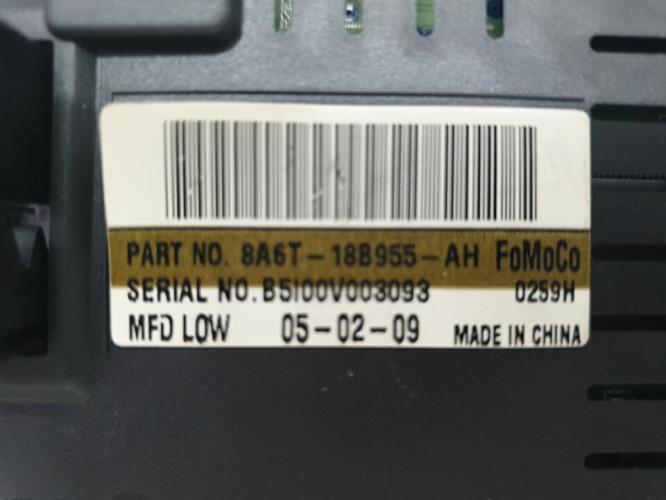 PART NO. 8A6T-18B955-AH FoMoCo
SERIAL NO. B5I00V003093 0259H
MFD LOW 05-02-09 MADE IN CHINA